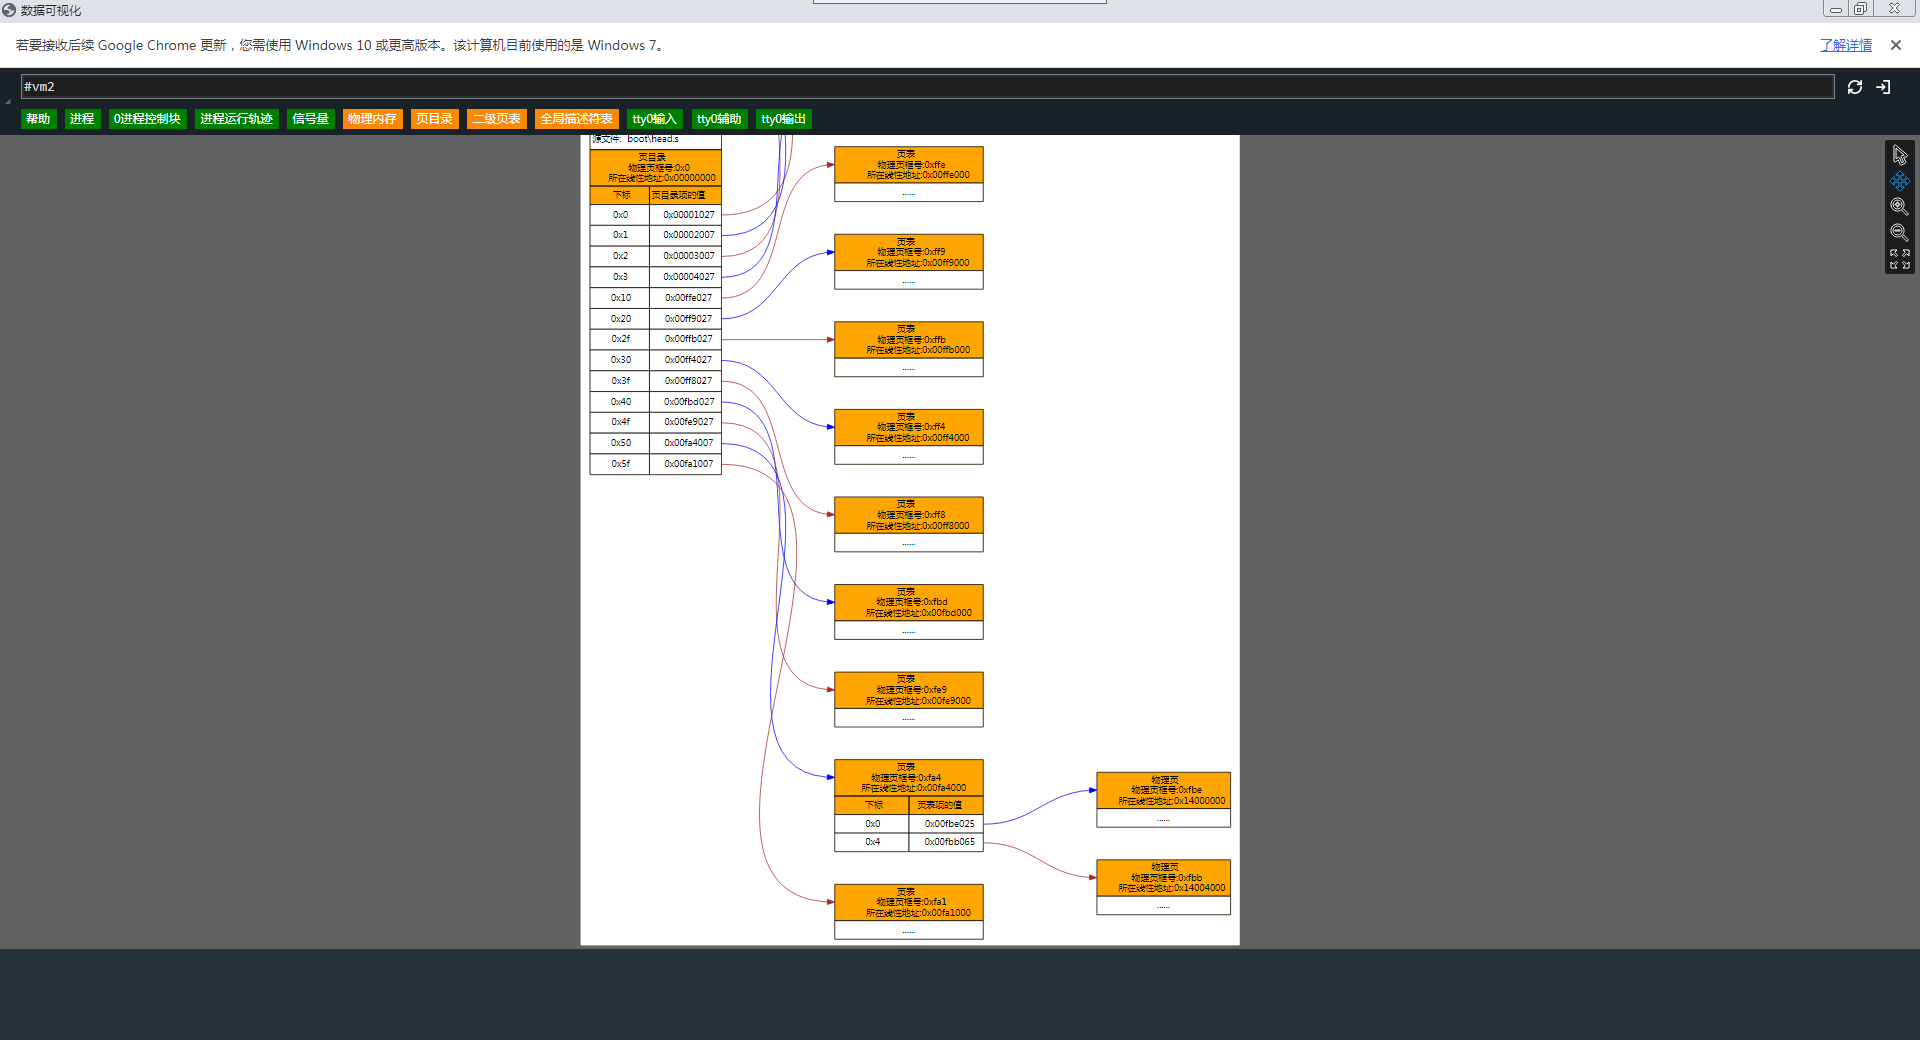 数据可视化
若要接收后续 Google Chrome 更新，您需使用 Windows 10 或更高版本。该计算机目前使用的是 Windows 7。
了解详情
#vm2
帮助 进程 0进程控制块 进程运行轨迹 信号量 物理内存 页目录 二级页表 全局描述符表 tty0输入 tty0辅助 tty0输出
源文件: boot\head.s
页目录
物理页框号:0x0
所在线性地址:0x00000000
下标 页目录项的值
0x0 0x00001027
0x1 0x00002007
0x2 0x00003007
0x3 0x00004027
0x10 0x00ffe027
0x20 0x00ff9027
0x2f 0x00ffb027
0x30 0x00ff4027
0x3f 0x00ff8027
0x40 0x00fbd027
0x4f 0x00fe9027
0x50 0x00fa4007
0x5f 0x00fa1007
页表
物理页框号:0xffe
所在线性地址:0x00ffe000
......
页表
物理页框号:0xff9
所在线性地址:0x00ff9000
......
页表
物理页框号:0xffb
所在线性地址:0x00ffb000
......
页表
物理页框号:0xff4
所在线性地址:0x00ff4000
......
页表
物理页框号:0xff8
所在线性地址:0x00ff8000
......
页表
物理页框号:0xfbd
所在线性地址:0x00fbd000
......
页表
物理页框号:0xfe9
所在线性地址:0x00fe9000
......
页表
物理页框号:0xfa4
所在线性地址:0x00fa4000
下标 页表项的值
0x0 0x00fbe025
0x4 0x00fbb065
页表
物理页框号:0xfa1
所在线性地址:0x00fa1000
......
物理页
物理页框号:0xfbe
所在线性地址:0x14000000
......
物理页
物理页框号:0xfbb
所在线性地址:0x14004000
......